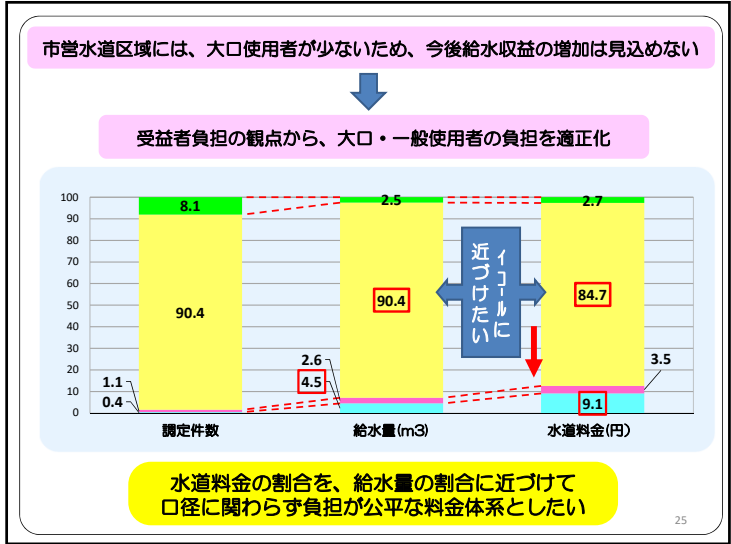 市営水道区域には、大口使用者が少ないため、今後給水収益の増加は見込めない
受益者負担の観点から、大口・一般使用者の負担を適正化
100
90
80
70
60
50
40
30
20
10
0
8.1
90.4
1.1
0.4
2.5
90.4
2.6
4.5
イコールに
近づけたい
2.7
84.7
3.5
9.1
調定件数
給水量(m3)
水道料金(円)
水道料金の割合を、給水量の割合に近づけて
口径に関わらず負担が公平な料金体系としたい
25